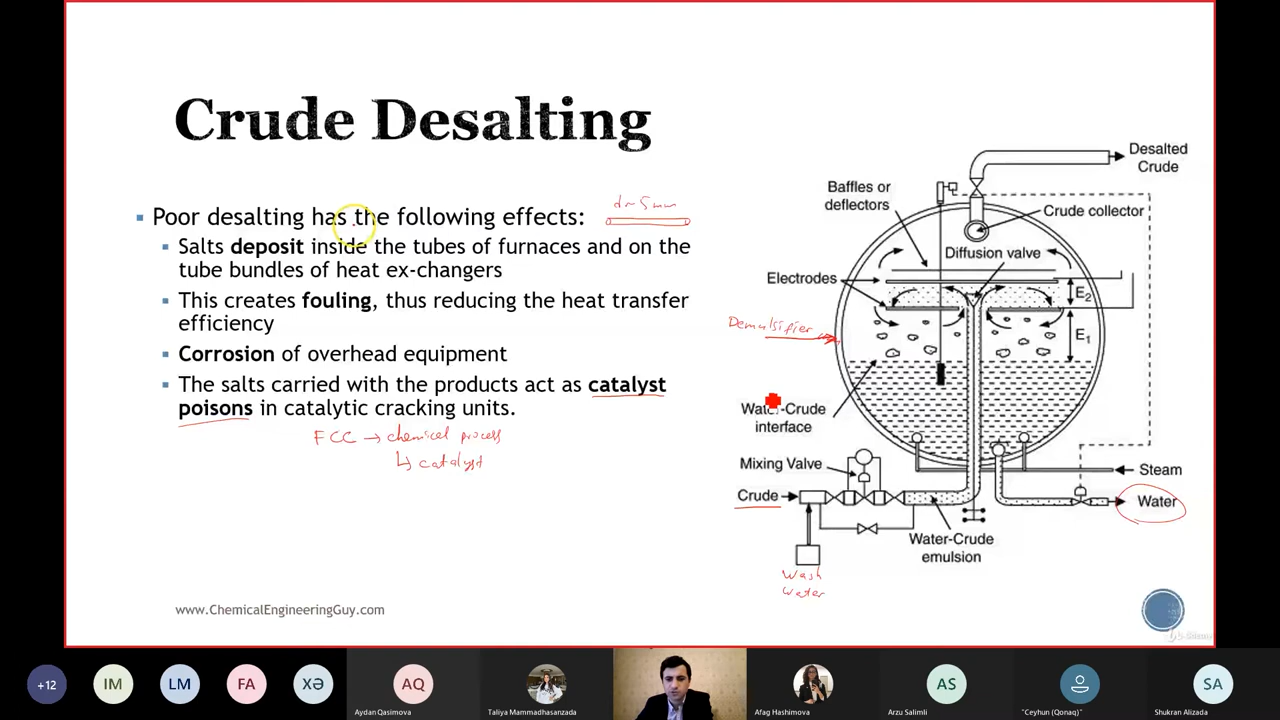 Crude Desalting
Poor desalting has the following effects:
d~5mm
Salts deposit inside the tubes of furnaces and on the
tube bundles of heat ex-changers
This creates fouling, thus reducing the heat transfer
efficiency
Corrosion of overhead equipment
The salts carried with the products act as catalyst
poisons in catalytic cracking units.
FCC → chemical process
↳ catalyst
www.ChemicalEngineeringGuy.com
Desalted
Crude
Baffles or
deflectors
Crude collector
Diffusion valve
Electrodes
E2
E1
Demulsifier
Water-Crude
interface
Mixing Valve
Steam
Crude
Water
Water-Crude
emulsion
Wash
water
+12
IM
LM
FA
XƏ
AQ
AS
SA
Aydan Qasimova
Taliya Mammadhasanzada
Afag Hashimova
Arzu Salimli
"Ceyhun (Qonaq)"
Shukran Alizada